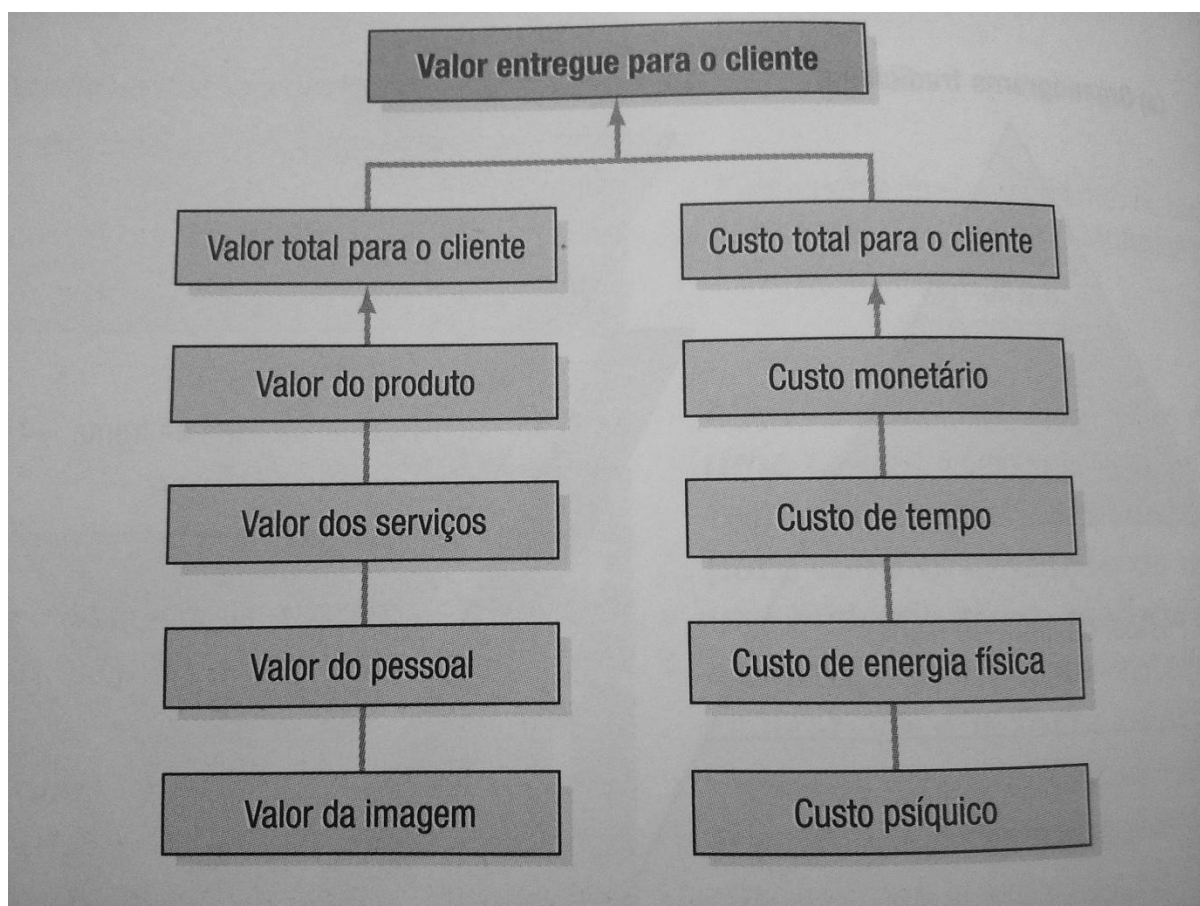 Valor entregue para o cliente
Valor total para o cliente
Custo total para o cliente
Valor do produto
Custo monetário
Valor dos serviços
Custo de tempo
Valor do pessoal
Custo de energia física
Valor da imagem
Custo psíquico